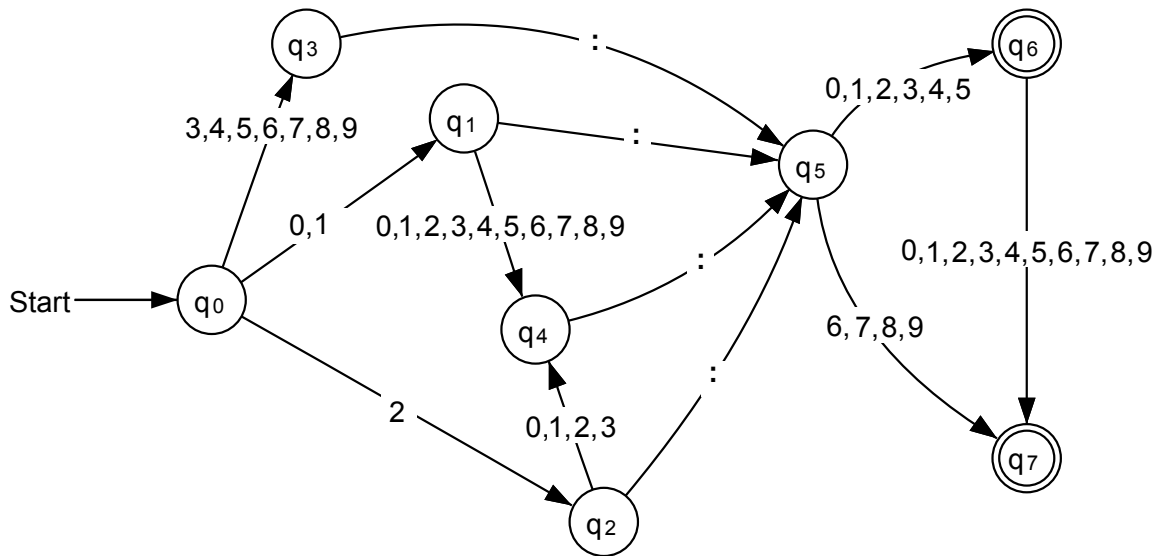 q3
:
q6
0,1,2,3,4,5
q1
:
3,4,5,6,7,8,9
q5
0,1
0,1,2,3,4,5,6,7,8,9
0,1,2,3,4,5,6,7,8,9
:
Start
q0
q4
6,7,8,9
:
2
0,1,2,3
q7
q2